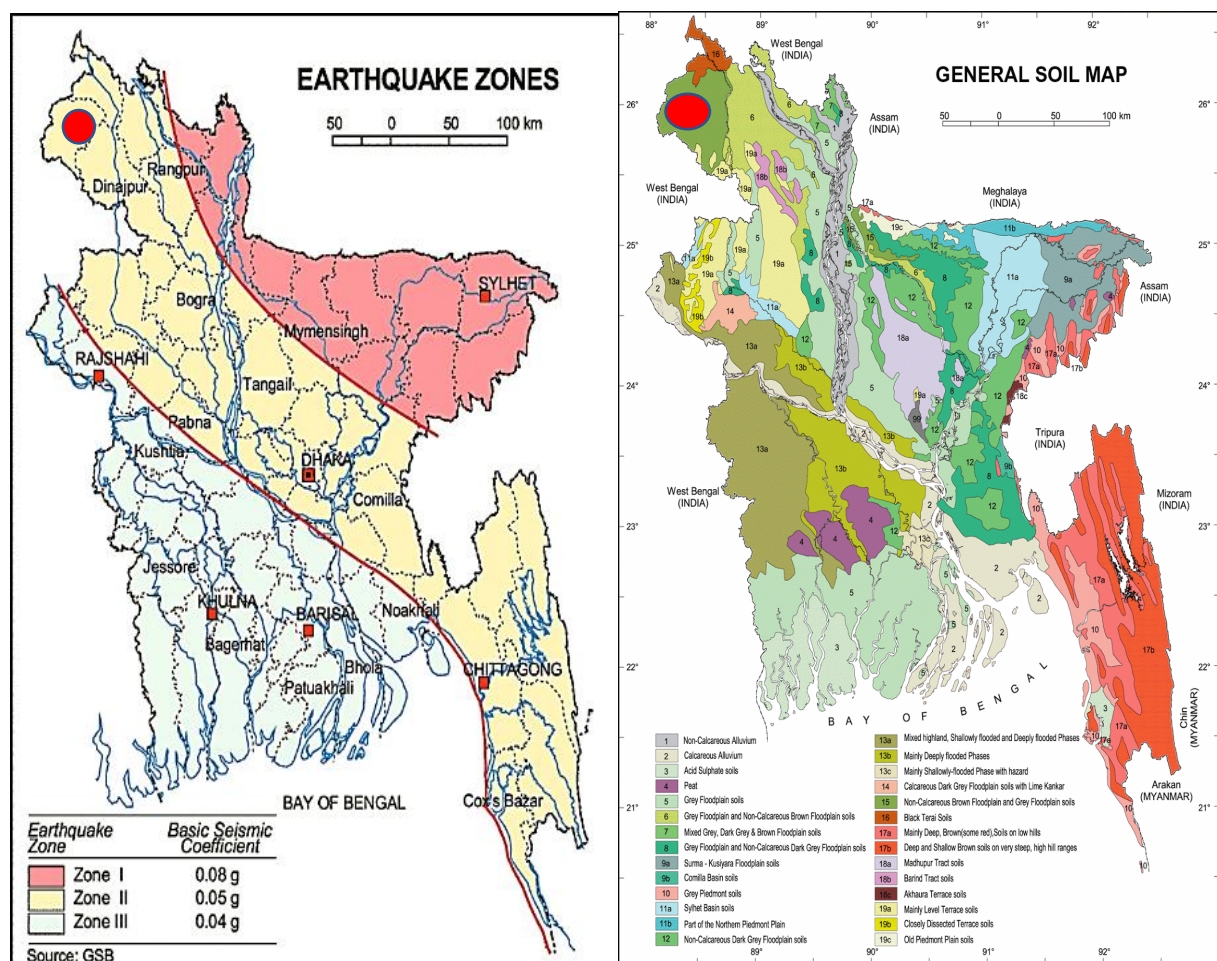 EARTHQUAKE ZONES
50 0 50 100 km
Rangpur
Dinajpur
SYLHET
Bogra
Mymensingh
RAJSHAHI
Tangail
Pabna
Kushtia
DHAKA
Comilla
Jessore
KHULNA
BARISAL
Noakhali
Bagerhat
Bhola
CHITTAGONG
Patuakhali
BAY OF BENGAL
Cox's Bazar
Earthquake Zone
Basic Seismic Coefficient
Zone I 0.08 g
Zone II 0.05 g
Zone III 0.04 g
Source: GSB
88° 89° 90° 91° 92°
GENERAL SOIL MAP
50 0 50 100 km
West Bengal
(INDIA)
26° 26°
Assam
(INDIA)
West Bengal
(INDIA)
Meghalaya
(INDIA)
25° 25°
Assam
(INDIA)
24° 24°
Tripura
(INDIA)
West Bengal
(INDIA)
Mizoram
(INDIA)
23° 23°
22° 22°
BAY OF BENGAL
Chin
(MYANMAR)
Arakan
(MYANMAR)
21° 21°
1 Non-Calcareous Alluvium
2 Calcareous Alluvium
3 Acid Sulphate soils
4 Peat
5 Grey Floodplain soils
6 Grey Floodplain and Non-Calcareous Brown Floodplain soils
7 Mixed Grey, Dark Grey & Brown Floodplain soils
8 Grey Floodplain and Non-Calcareous Dark Grey Floodplain soils
9a Surma - Kusiyara Floodplain soils
9b Comilla Basin soils
10 Grey Piedmont soils
11a Sylhet Basin soils
11b Part of the Northern Piedmont Plain
12 Non-Calcareous Dark Grey Floodplain soils
13a Mixed highland, Shallowly flooded and Deeply flooded Phases
13b Mainly Deeply flooded Phases
13c Mainly Shallowly-flooded Phase with hazard
14 Calcareous Dark Grey Floodplain soils with Lime Kankar
15 Non-Calcareous Brown Floodplain and Grey Floodplain soils
16 Black Terai Soils
17a Mainly Deep, Brown(some red),Soils on low hills
17b Deep and Shallow Brown soils on very steep, high hill ranges
18a Madhupur Tract soils
18b Barind Tract soils
18c Akhaura Terrace soils
19a Mainly Level Terrace soils
19b Closely Dissected Terrace soils
19c Old Piedmont Plain soils
89° 90° 91° 92°